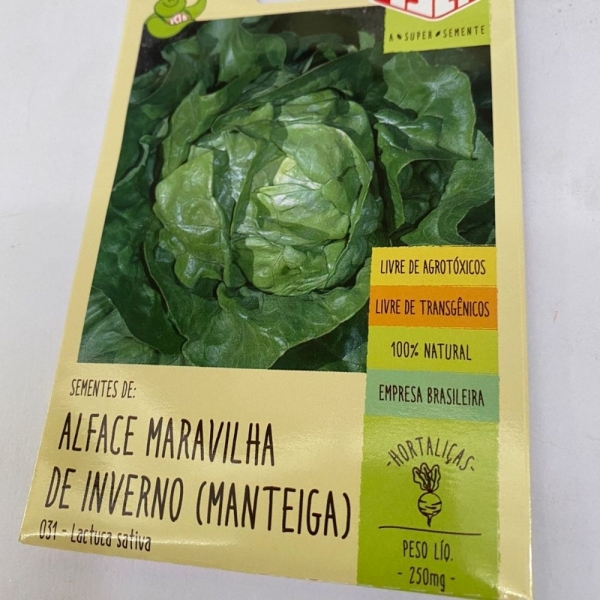 A SUPER SEMENTE
LIVRE DE AGROTÓXICOS
LIVRE DE TRANSGÊNICOS
100% NATURAL
EMPRESA BRASILEIRA
-HORTALIÇAS-
PESO LÍQ.
- 250mg -
SEMENTES DE:
ALFACE MARAVILHA
DE INVERNO (MANTEIGA)
031 - Lactuca sativa